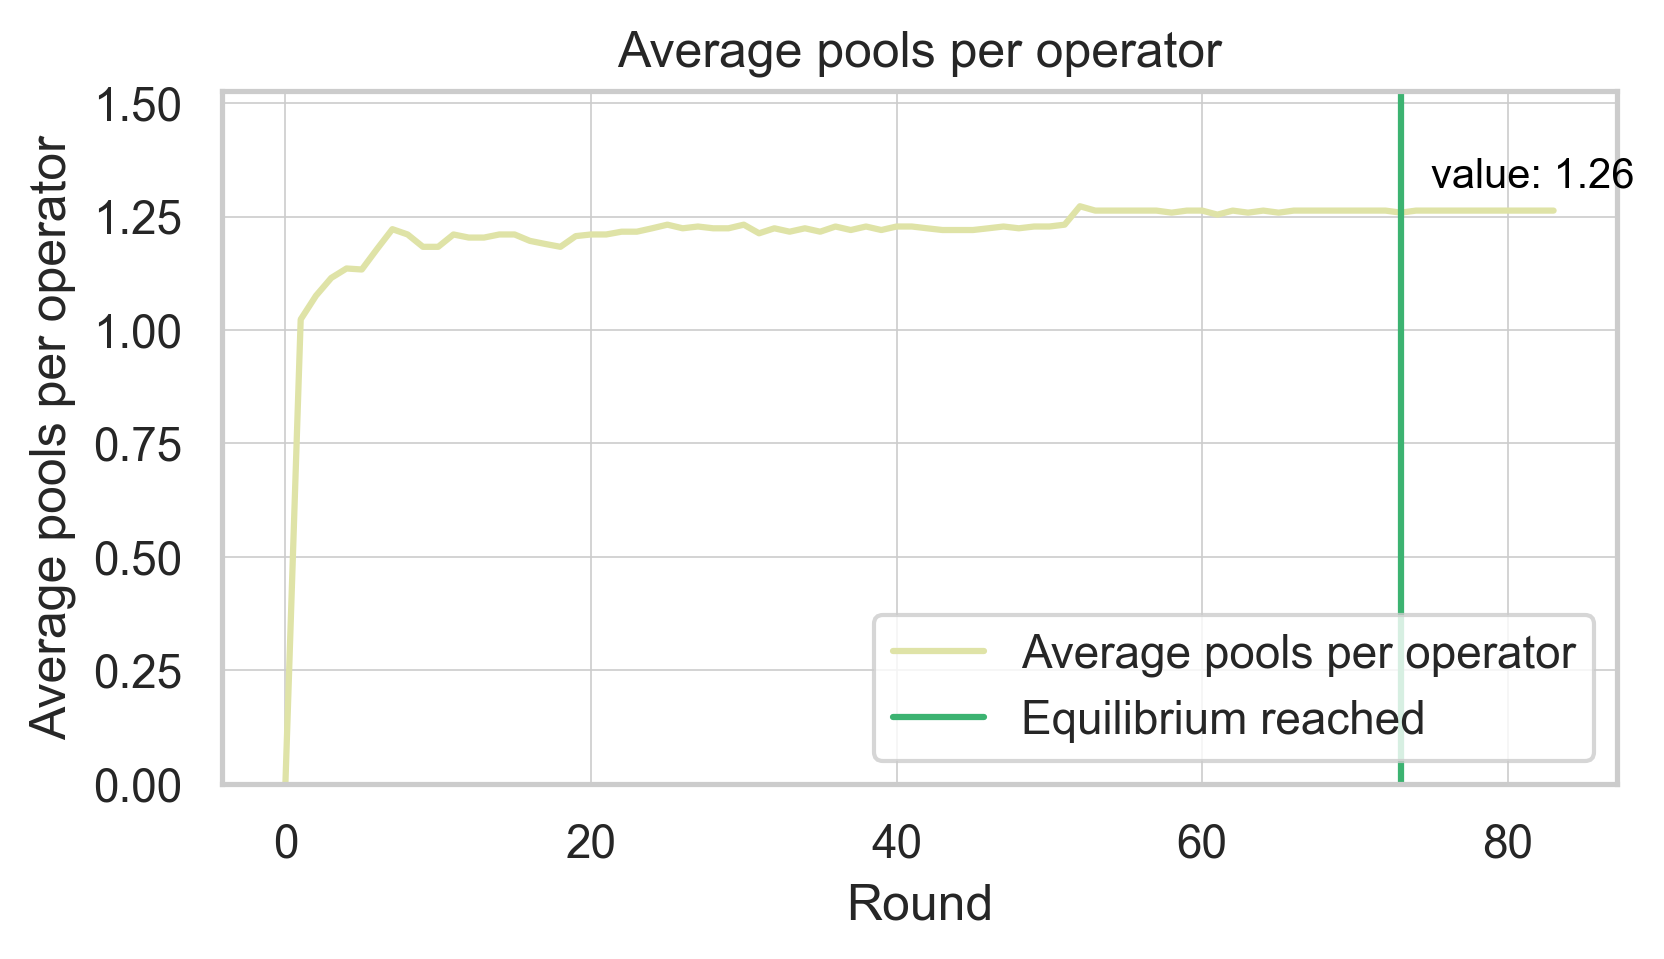 Average pools per operator
Average pools per operator
1.50
1.25
1.00
0.75
0.50
0.25
0.00
value: 1.26
Average pools per operator
Equilibrium reached
0 20 40 60 80
Round